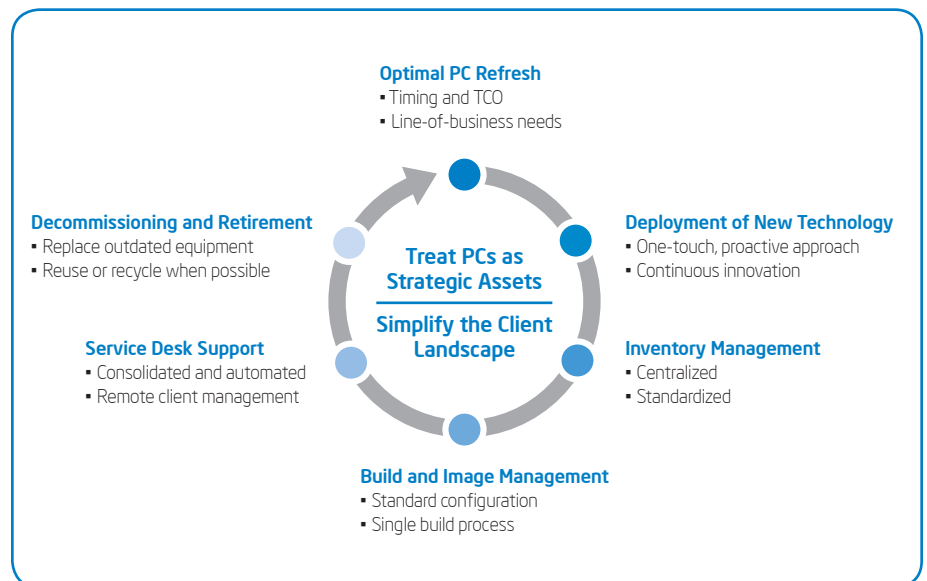 Optimal PC Refresh
▪ Timing and TCO
▪ Line-of-business needs
Deployment of New Technology
▪ One-touch, proactive approach
▪ Continuous innovation
Inventory Management
▪ Centralized
▪ Standardized
Build and Image Management
▪ Standard configuration
▪ Single build process
Service Desk Support
▪ Consolidated and automated
▪ Remote client management
Decommissioning and Retirement
▪ Replace outdated equipment
▪ Reuse or recycle when possible
Treat PCs as
Strategic Assets
Simplify the Client
Landscape